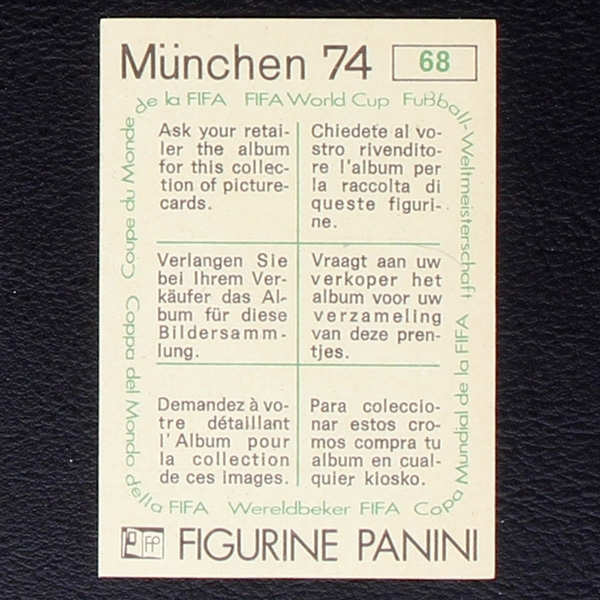 München 74 68
Coupe du Monde de la FIFA FIFA World Cup Fußball-Weltmeisterschaft
Ask your retai-
ler the album
for this collec-
tion of picture-
cards.
Chiedete al vo-
stro rivendito-
re l'album per
la raccolta di
queste figuri-
ne.
Verlangen Sie
bei Ihrem Ver-
käufer das Al-
bum für diese
Bildersamm-
lung.
Vraagt aan uw
verkoper het
album voor uw
verzameling
van deze pren-
tjes.
Demandez à vo-
tre détaillant
l'Album pour
la collection
de ces images.
Para coleccio-
nar estos cro-
mos compra tu
album en cual-
quier kiosko.
Coppa del Mondo della FIFA Wereldbeker FIFA Copa Mundial de la FIFA
FP FIGURINE PANINI